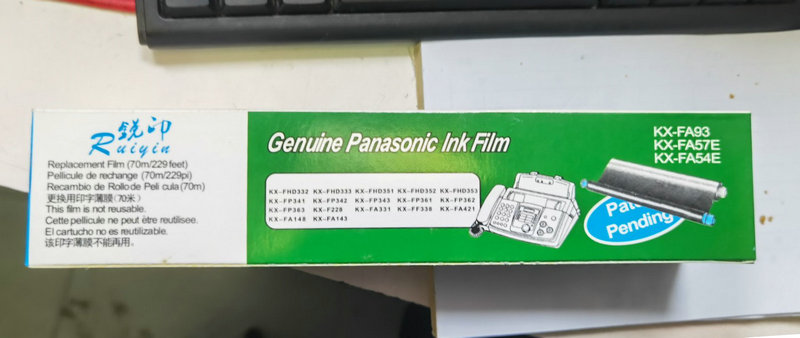 锐印
Ruiyin
Replacement Film (70m/229 feet)
Pellicule de rechange (70m/229pi)
Recambio de Rollo de Peli cula (70m)
更换用印字薄膜(70米)
This film is not reusable.
Cette pellicule ne peut être reutilisee.
El cartucho no es reutilizable.
该印字薄膜不能再用。
Genuine Panasonic Ink Film
KX-FHD332 KX-FHD333 KX-FHD351 KX-FHD352 KX-FHD353
KX-FP341 KX-FP342 KX-FP343 KX-FP361 KX-FP362
KX-FP363 KX-F228 KX-FA331 KX-FF338 KX-FA421
KX-FA148 KX-FA143
KX-FA93
KX-FA57E
KX-FA54E
Pending